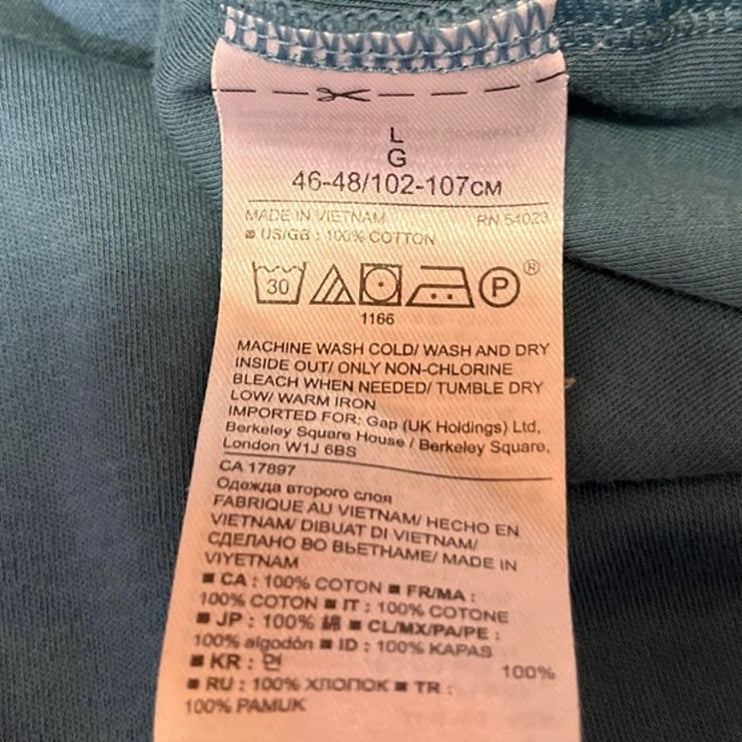 L
G
46-48/102-107CM
MADE IN VIETNAM RN 54023
■ US/GB : 100% COTTON
30 P ®
1166
MACHINE WASH COLD/ WASH AND DRY
INSIDE OUT/ ONLY NON-CHLORINE
BLEACH WHEN NEEDED/ TUMBLE DRY
LOW/ WARM IRON
IMPORTED FOR: Gap (UK Holdings) Ltd,
Berkeley Square House / Berkeley Square,
London W1J 6BS
CA 17897
Одежда второго слоя
FABRIQUE AU VIETNAM/ HECHO EN
VIETNAM/ DIBUAT DI VIETNAM/
СДЕЛАНО ВО ВЬЕТНАМЕ/ MADE IN
VIYETNAM
■ CA : 100% COTON ■ FR/MA :
100% COTON ■ IT : 100% COTONE
■ JP : 100% 綿 ■ CL/MX/PA/PE :
100% algodón ■ ID : 100% KAPAS
■ KR : 면 100%
■ RU : 100% ХЛОПОК ■ TR :
100% PAMUK